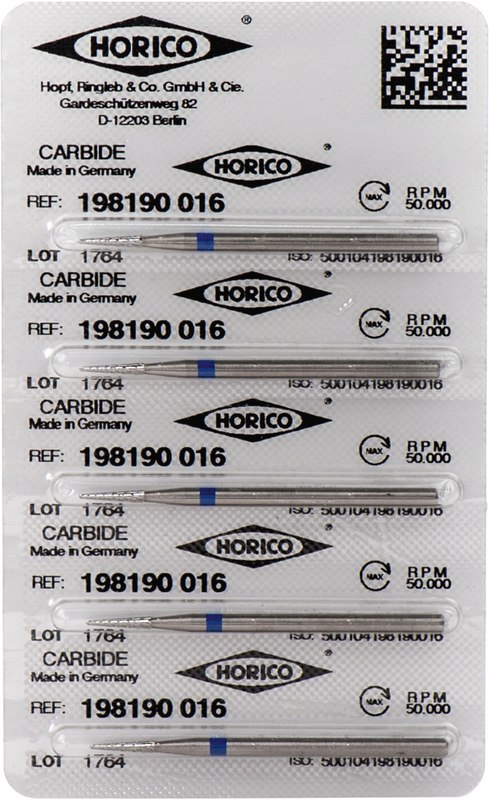 HORICO ®
Hopf, Ringleb & Co. GmbH & Cie.
Gardeschützenweg 82
D-12203 Berlin
CARBIDE HORICO ®
Made in Germany
REF: 198190 016 MAX RPM 50.000
LOT 1764 ISO: 500104198190016
CARBIDE HORICO ®
Made in Germany
REF: 198190 016 MAX RPM 50.000
LOT 1764 ISO: 500104198190016
CARBIDE HORICO ®
Made in Germany
REF: 198190 016 MAX RPM 50.000
LOT 1764 ISO: 500104198190016
CARBIDE HORICO ®
Made in Germany
REF: 198190 016 MAX RPM 50.000
LOT 1764 ISO: 500104198190016
CARBIDE HORICO ®
Made in Germany
REF: 198190 016 MAX RPM 50.000
LOT 1764 ISO: 500104198190016